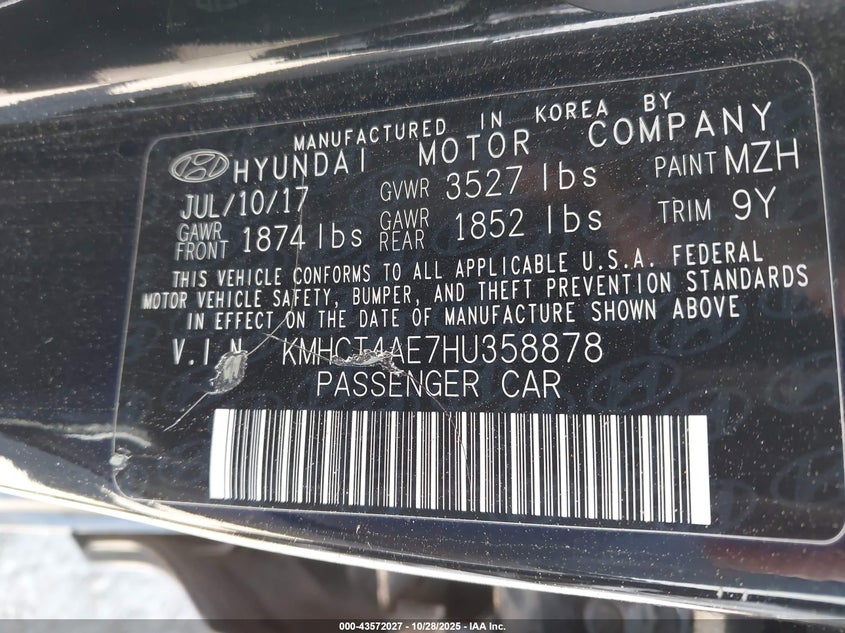 MANUFACTURED IN KOREA BY
HYUNDAI MOTOR COMPANY
JUL/10/17 GVWR 3527 lbs PAINT MZH
GAWR FRONT 1874 lbs GAWR REAR 1852 lbs TRIM 9Y
THIS VEHICLE CONFORMS TO ALL APPLICABLE U.S.A. FEDERAL
MOTOR VEHICLE SAFETY, BUMPER, AND THEFT PREVENTION STANDARDS
IN EFFECT ON THE DATE OF MANUFACTURE SHOWN ABOVE
V.I.N KMHCT4AE7HU358878
PASSENGER CAR
000-43572027 - 10/28/2025 - IAA Inc.